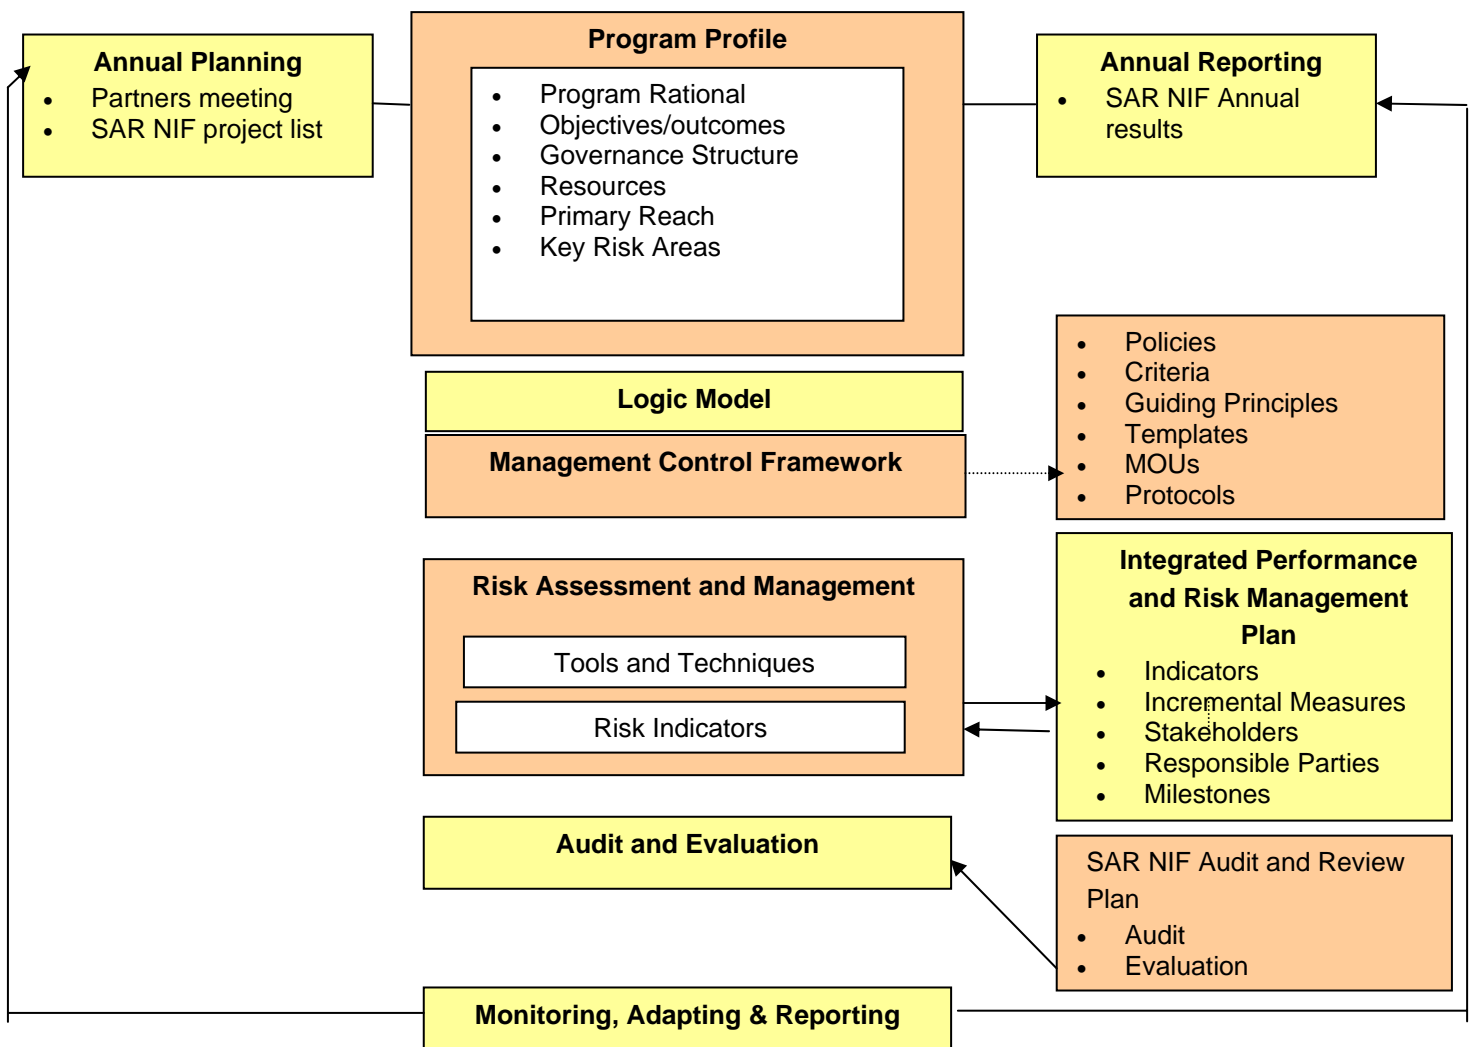 Program Profile
• Program Rational
• Objectives/outcomes
• Governance Structure
• Resources
• Primary Reach
• Key Risk Areas
Annual Planning
• Partners meeting
• SAR NIF project list
Annual Reporting
• SAR NIF Annual
results
Logic Model
Management Control Framework
• Policies
• Criteria
• Guiding Principles
• Templates
• MOUs
• Protocols
Risk Assessment and Management
Tools and Techniques
Risk Indicators
Integrated Performance
and Risk Management
Plan
• Indicators
• Incremental Measures
• Stakeholders
• Responsible Parties
• Milestones
Audit and Evaluation
SAR NIF Audit and Review
Plan
• Audit
• Evaluation
Monitoring, Adapting & Reporting